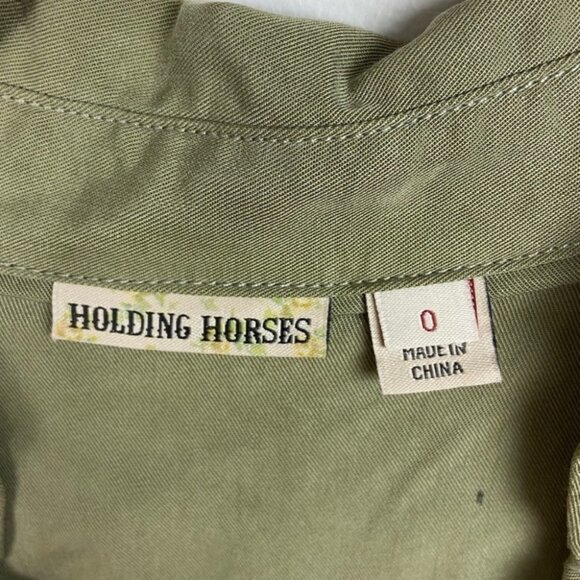 HOLDING HORSES
0
MADE IN
CHINA